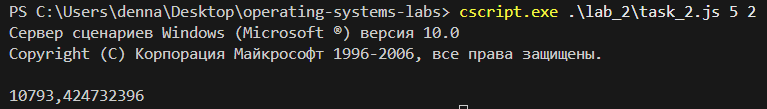 PS C:\Users\denna\Desktop\operating-systems-labs> cscript.exe .\lab_2\task_2.js 5 2
Сервер сценариев Windows (Microsoft ®) версия 10.0
Copyright (C) Корпорация Майкрософт 1996-2006, все права защищены.
10793,424732396